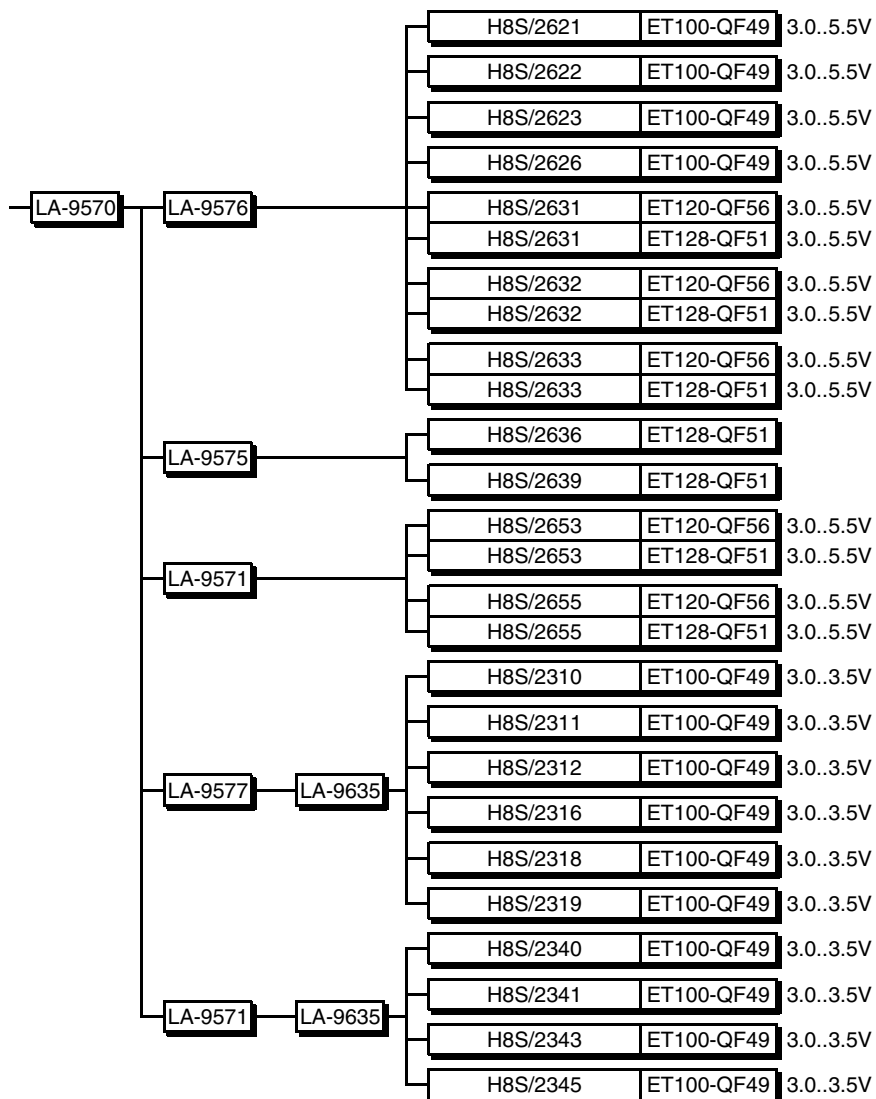 H8S/2621 ET100-QF49 3.0..5.5V
H8S/2622 ET100-QF49 3.0..5.5V
H8S/2623 ET100-QF49 3.0..5.5V
H8S/2626 ET100-QF49 3.0..5.5V
LA-9570 LA-9576 H8S/2631 ET120-QF56 3.0..5.5V
H8S/2631 ET128-QF51 3.0..5.5V
H8S/2632 ET120-QF56 3.0..5.5V
H8S/2632 ET128-QF51 3.0..5.5V
H8S/2633 ET120-QF56 3.0..5.5V
H8S/2633 ET128-QF51 3.0..5.5V
H8S/2636 ET128-QF51
LA-9575
H8S/2639 ET128-QF51
H8S/2653 ET120-QF56 3.0..5.5V
H8S/2653 ET128-QF51 3.0..5.5V
LA-9571
H8S/2655 ET120-QF56 3.0..5.5V
H8S/2655 ET128-QF51 3.0..5.5V
H8S/2310 ET100-QF49 3.0..3.5V
H8S/2311 ET100-QF49 3.0..3.5V
H8S/2312 ET100-QF49 3.0..3.5V
LA-9577 LA-9635
H8S/2316 ET100-QF49 3.0..3.5V
H8S/2318 ET100-QF49 3.0..3.5V
H8S/2319 ET100-QF49 3.0..3.5V
H8S/2340 ET100-QF49 3.0..3.5V
H8S/2341 ET100-QF49 3.0..3.5V
LA-9571 LA-9635
H8S/2343 ET100-QF49 3.0..3.5V
H8S/2345 ET100-QF49 3.0..3.5V